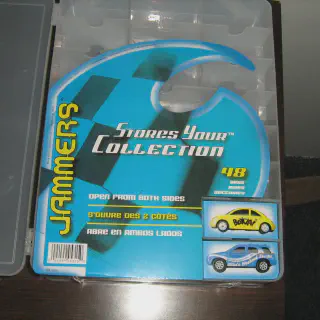 JAMMERS
STORES YOUR™
COLLECTION
48
OPEN FROM BOTH SIDES
S'OUVRE DES 2 CÔTÉS
ABRE EN AMBOS LADOS